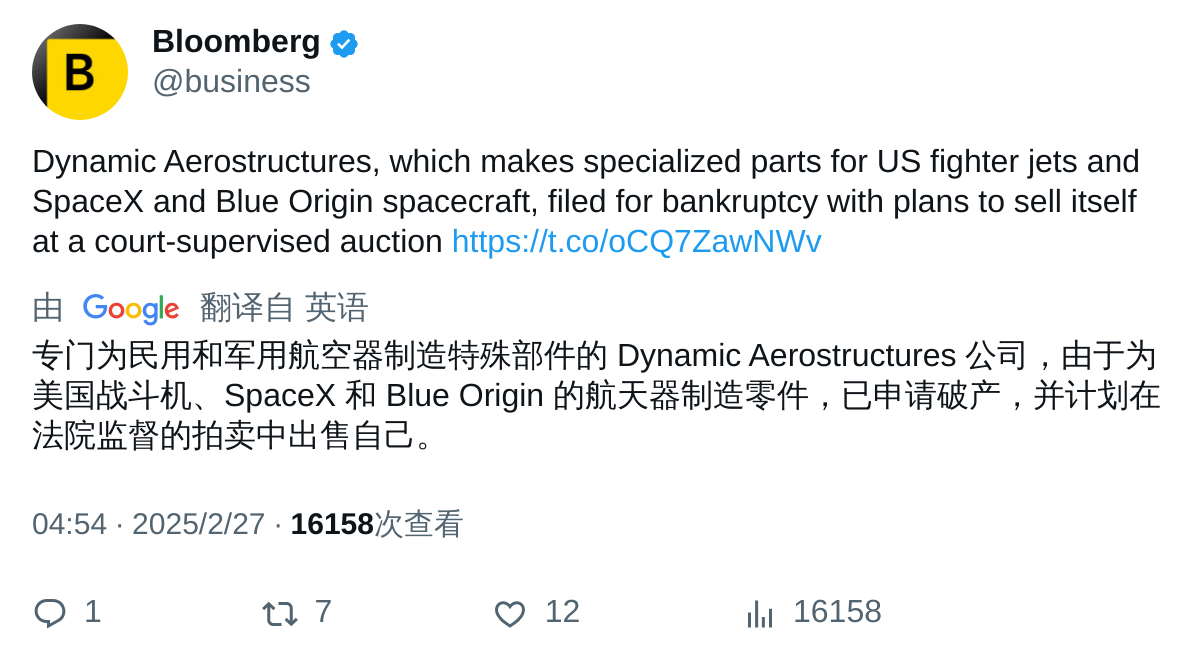 B
Bloomberg
@business
Dynamic Aerostructures, which makes specialized parts for US fighter jets and
SpaceX and Blue Origin spacecraft, filed for bankruptcy with plans to sell itself
at a court-supervised auction https://t.co/oCQ7ZawNWv
由 Google 翻译自 英语
专门为民用和军用航空器制造特殊部件的 Dynamic Aerostructures 公司，由于为
美国战斗机、SpaceX 和 Blue Origin 的航天器制造零件，已申请破产，并计划在
法院监督的拍卖中出售自己。
04:54 · 2025/2/27 · 16158次查看
1 7 12 16158